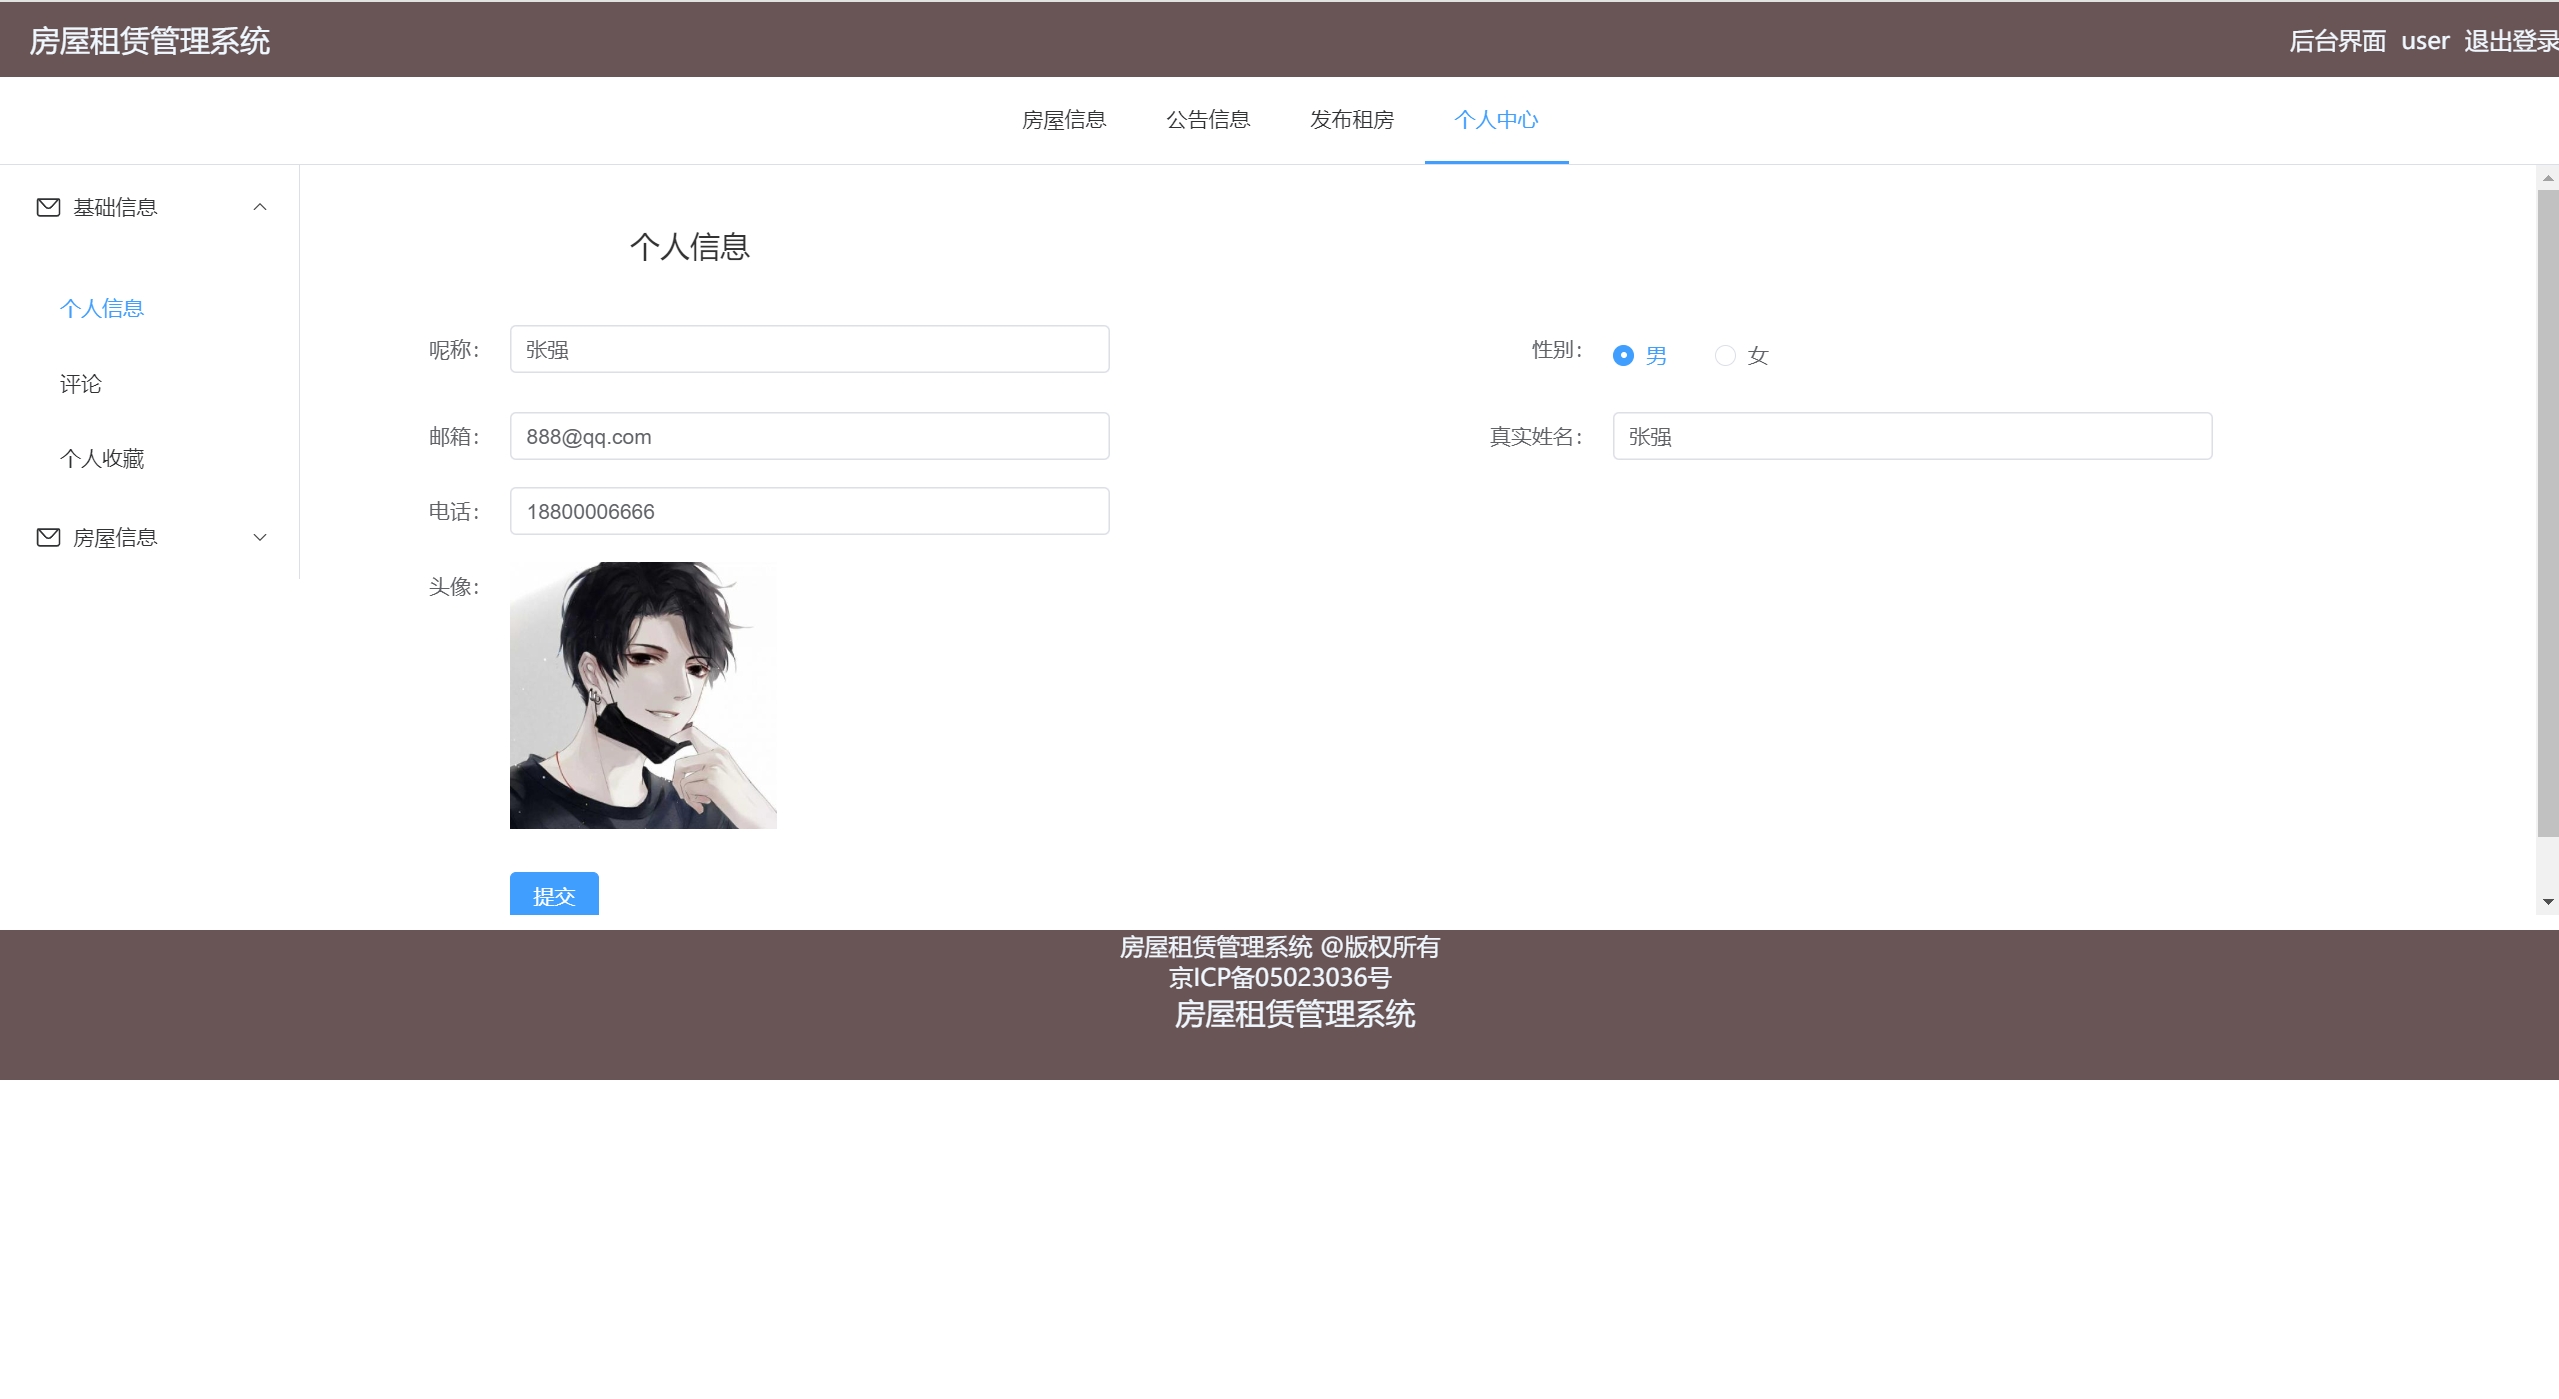 房屋租赁管理系统
后台界面 user 退出登录
房屋信息 公告信息 发布租房 个人中心
基础信息
个人信息
评论
个人收藏
房屋信息
个人信息
呢称： 张强 性别： 男 女
邮箱： 888@qq.com 真实姓名： 张强
电话： 18800006666
头像：
提交
房屋租赁管理系统 @版权所有
京ICP备05023036号
房屋租赁管理系统